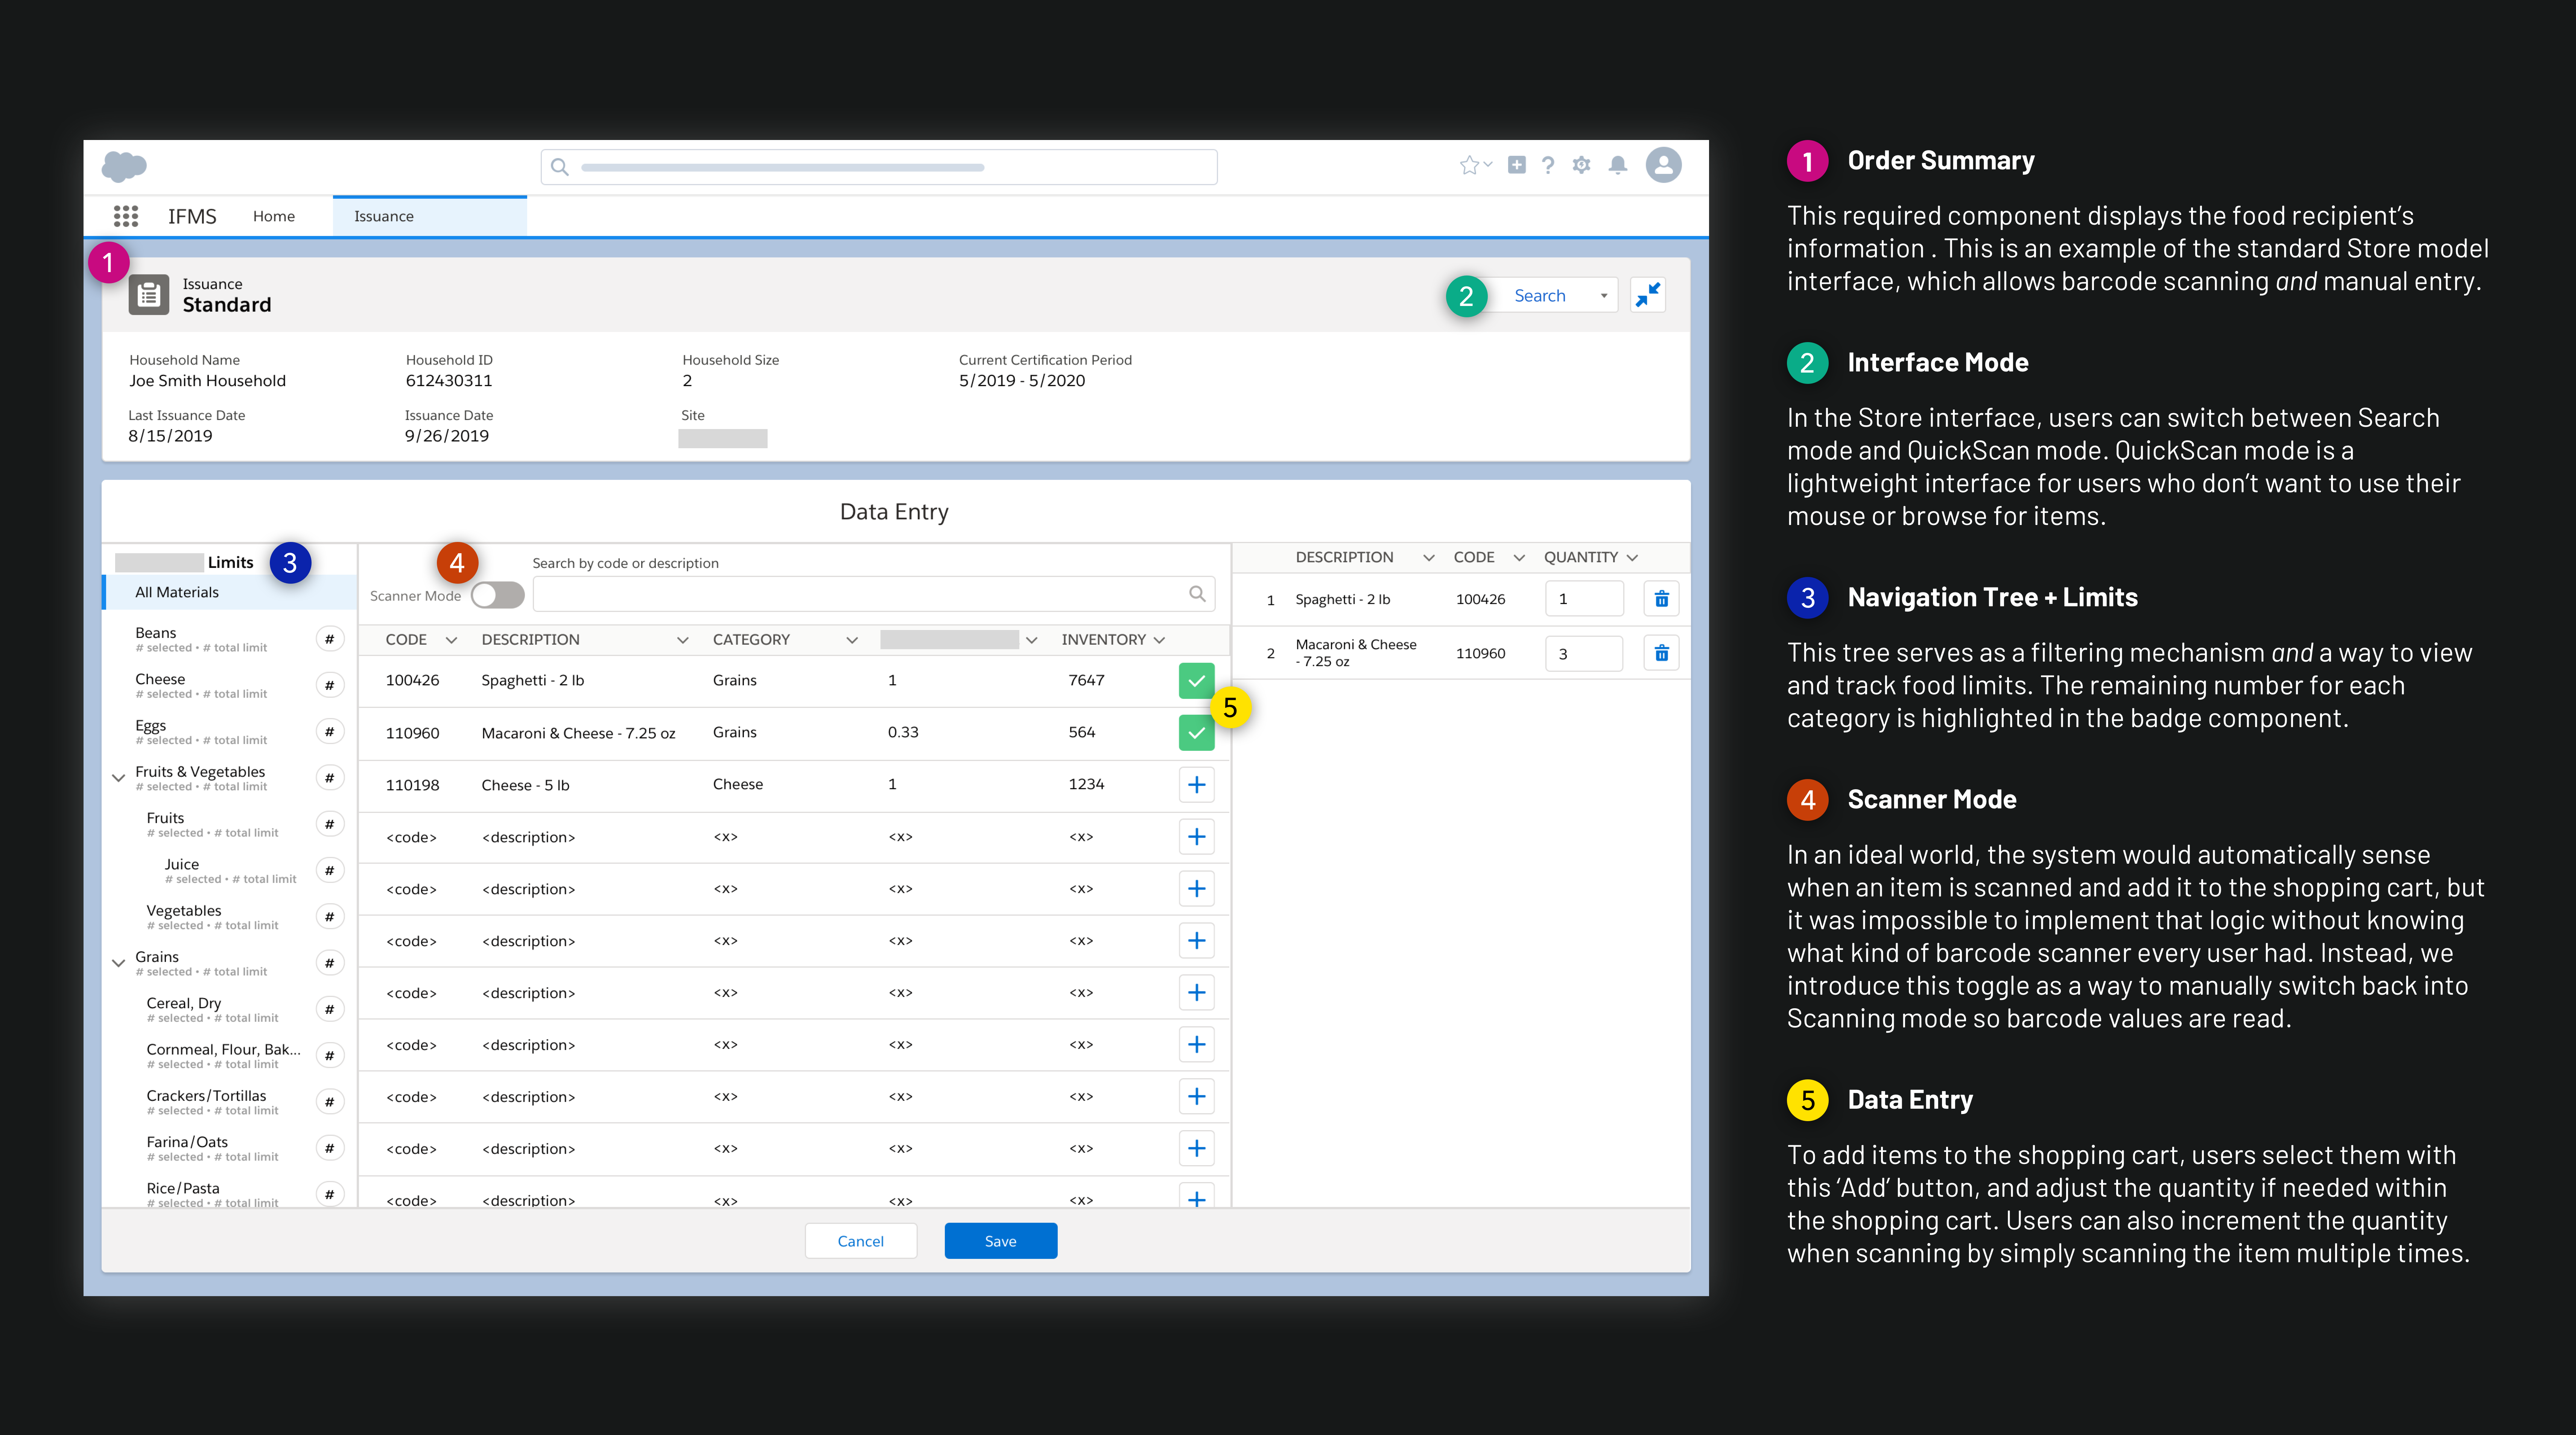 IFMS
Home
Issuance
1
Issuance
Standard
2
Search
Household Name
Joe Smith Household
Household ID
612430311
Household Size
2
Current Certification Period
5/2019 - 5/2020
Last Issuance Date
8/15/2019
Issuance Date
9/26/2019
Site
Data Entry
Limits
3
All Materials
Beans
# selected • # total limit
#
Cheese
# selected • # total limit
#
Eggs
# selected • # total limit
#
Fruits & Vegetables
# selected • # total limit
#
Fruits
# selected • # total limit
#
Juice
# selected • # total limit
#
Vegetables
# selected • # total limit
#
Grains
# selected • # total limit
#
Cereal, Dry
# selected • # total limit
#
Cornmeal, Flour, Bak...
# selected • # total limit
#
Crackers/Tortillas
# selected • # total limit
#
Farina/Oats
# selected • # total limit
#
Rice/Pasta
# selected • # total limit
#
4
Scanner Mode
Search by code or description
CODE DESCRIPTION CATEGORY INVENTORY
100426 Spaghetti - 2 lb Grains 1 7647
110960 Macaroni & Cheese - 7.25 oz Grains 0.33 564
110198 Cheese - 5 lb Cheese 1 1234
<code> <description> <x> <x> <x>
<code> <description> <x> <x> <x>
<code> <description> <x> <x> <x>
<code> <description> <x> <x> <x>
<code> <description> <x> <x> <x>
<code> <description> <x> <x> <x>
<code> <description> <x> <x> <x>
<code> <description> <x> <x> <x>
5
DESCRIPTION CODE QUANTITY
1 Spaghetti - 2 lb 100426 1
2 Macaroni & Cheese
- 7.25 oz 110960 3
Cancel
Save
1 Order Summary
This required component displays the food recipient's
information . This is an example of the standard Store model
interface, which allows barcode scanning and manual entry.
2 Interface Mode
In the Store interface, users can switch between Search
mode and QuickScan mode. QuickScan mode is a
lightweight interface for users who don't want to use their
mouse or browse for items.
3 Navigation Tree + Limits
This tree serves as a filtering mechanism and a way to view
and track food limits. The remaining number for each
category is highlighted in the badge component.
4 Scanner Mode
In an ideal world, the system would automatically sense
when an item is scanned and add it to the shopping cart, but
it was impossible to implement that logic without knowing
what kind of barcode scanner every user had. Instead, we
introduce this toggle as a way to manually switch back into
Scanning mode so barcode values are read.
5 Data Entry
To add items to the shopping cart, users select them with
this ‘Add’ button, and adjust the quantity if needed within
the shopping cart. Users can also increment the quantity
when scanning by simply scanning the item multiple times.